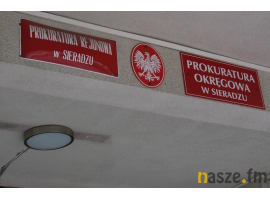 PROKURATURA REJONOWA
w SIERADZU
PROKURATURA
OKRĘGOWA
W SIERADZU
nasze.fm